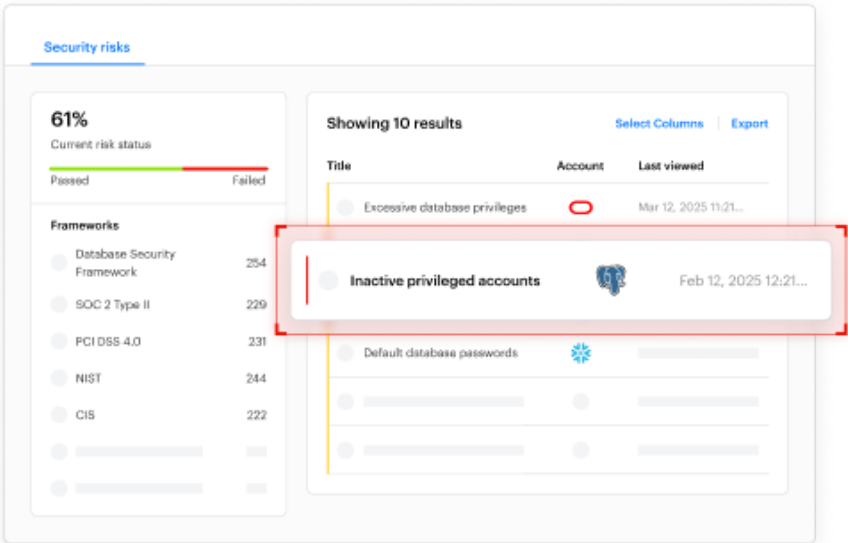 Security risks
61%
Current risk status
Passed Failed
Frameworks
Database Security
Framework 254
SOC 2 Type II 229
PCI DSS 4.0 231
NIST 244
CIS 222
Showing 10 results Select Columns Export
Title Account Last viewed
Excessive database privileges Mar 12, 2025 11:21...
Inactive privileged accounts Feb 12, 2025 12:21...
Default database passwords